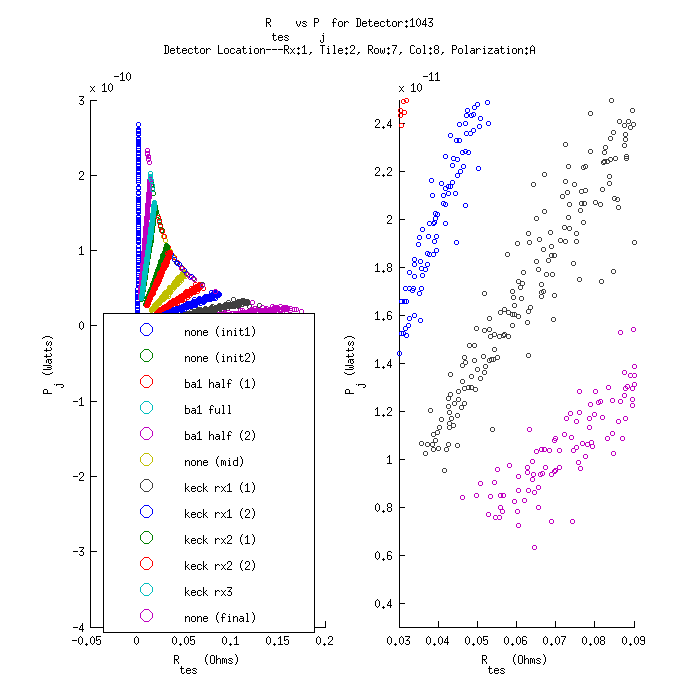 R tes vs P j for Detector:1043
Detector Location---Rx:1, Tile:2, Row:7, Col:8, Polarization:A
x 10^-10
3
2
1
0
-1
-2
-3
-4
P j (Watts)
none (init1)
none (init2)
ba1 half (1)
ba1 full
ba1 half (2)
none (mid)
keck rx1 (1)
keck rx1 (2)
keck rx2 (1)
keck rx2 (2)
keck rx3
none (final)
-0.05 0 0.05 0.1 0.15 0.2
R tes (Ohms)
x 10^-11
2.4
2.2
2
1.8
1.6
1.4
1.2
1
0.8
0.6
0.4
P j (Watts)
0.03 0.04 0.05 0.06 0.07 0.08 0.09
R tes (Ohms)